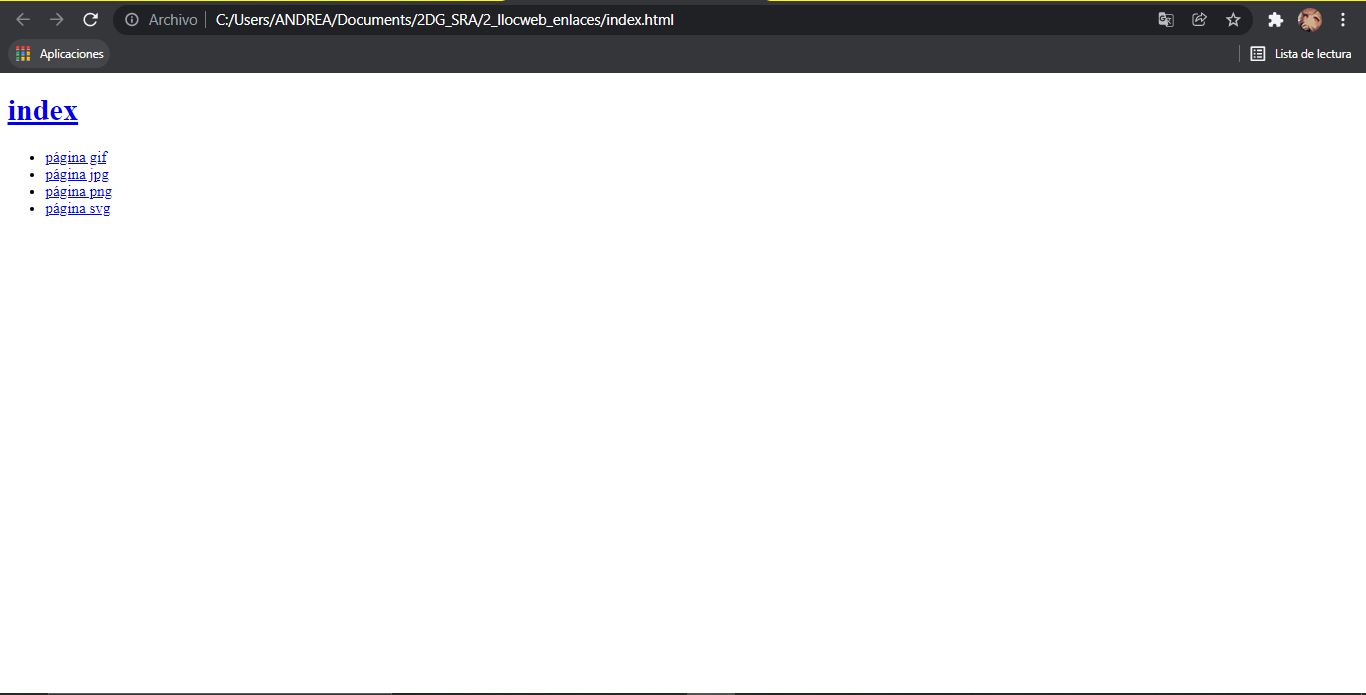 Archivo C:/Users/ANDREA/Documents/2DG_SRA/2_llocweb_enlaces/index.html
Aplicaciones Lista de lectura
index
página gif
página jpg
página png
página svg